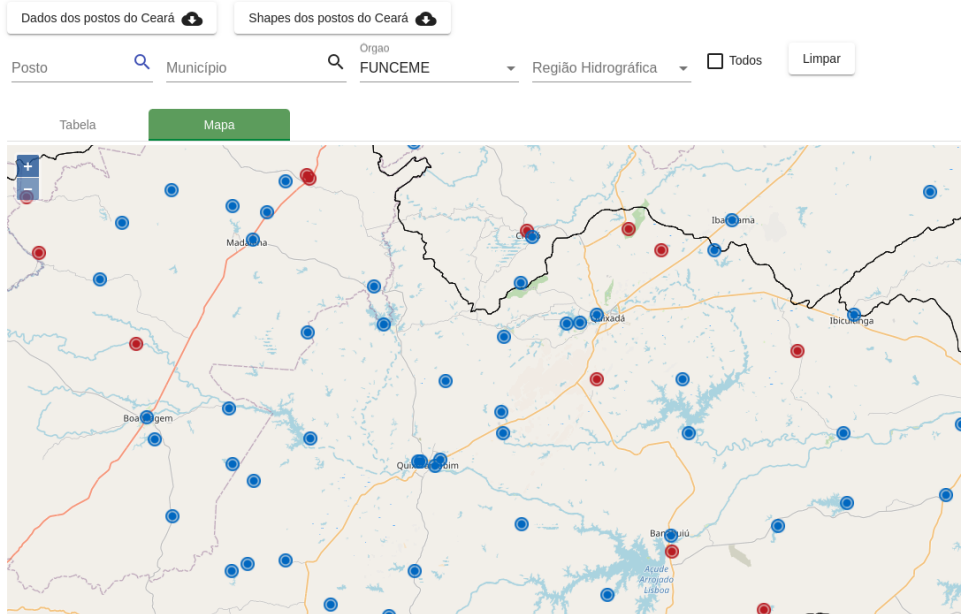 Dados dos postos do Ceará
Shapes dos postos do Ceará
Posto
Município
Orgao
FUNCEME
Região Hidrográfica
Todos
Limpar
Tabela
Mapa
+
−
Ibaretama
Madalena
Choró
Quixadá
Ibicuitinga
Boa Viagem
Quixeramobim
Banabuiú
Açude
Arrojado
Lisboa